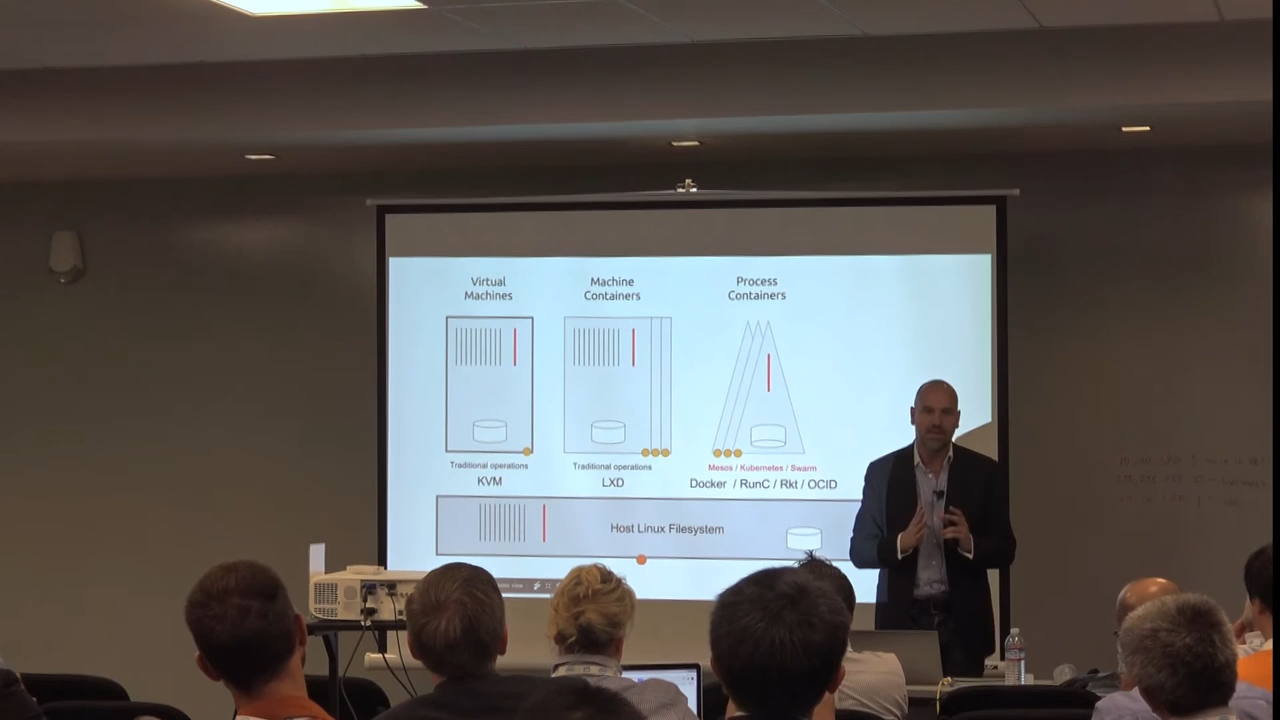 Virtual
Machines
Machine
Containers
Process
Containers
Traditional operations
KVM
Traditional operations
LXD
Mesos / Kubernetes / Swarm
Docker / RunC / Rkt / OCID
Host Linux Filesystem
view